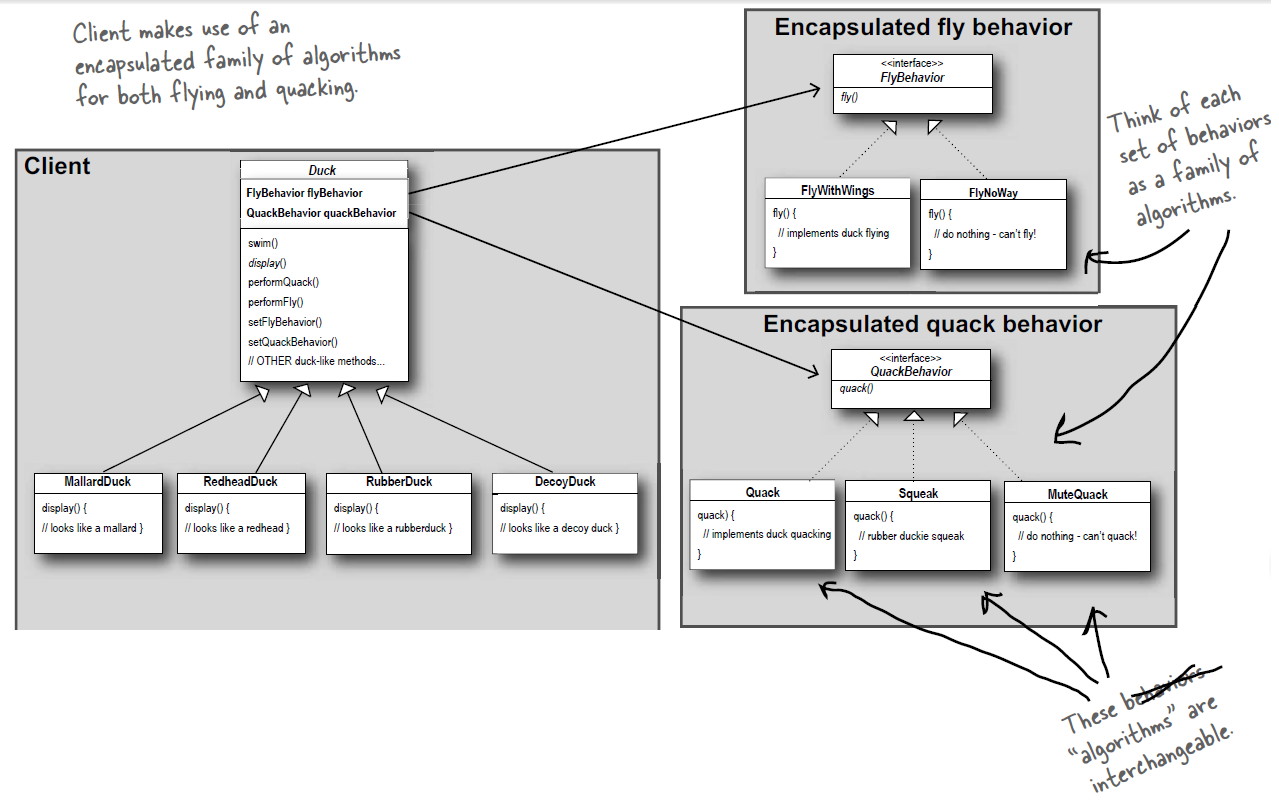 Client makes use of an
encapsulated family of algorithms
for both flying and quacking.
Client
Duck
FlyBehavior flyBehavior
QuackBehavior quackBehavior
swim()
display()
performQuack()
performFly()
setFlyBehavior()
setQuackBehavior()
// OTHER duck-like methods...
MallardDuck
display() {
// looks like a mallard }
RedheadDuck
display() {
// looks like a redhead }
RubberDuck
display() {
// looks like a rubberduck }
DecoyDuck
display() {
// looks like a decoy duck }
Encapsulated fly behavior
<<interface>>
FlyBehavior
fly()
FlyWithWings
fly() {
// implements duck flying
}
FlyNoWay
fly() {
// do nothing - can't fly!
}
Think of each
set of behaviors
as a family of
algorithms.
Encapsulated quack behavior
<<interface>>
QuackBehavior
quack()
Quack
quack) {
// implements duck quacking
}
Squeak
quack() {
// rubber duckie squeak
}
MuteQuack
quack() {
// do nothing - can't quack!
}
These behaviors
“algorithms” are
interchangeable.